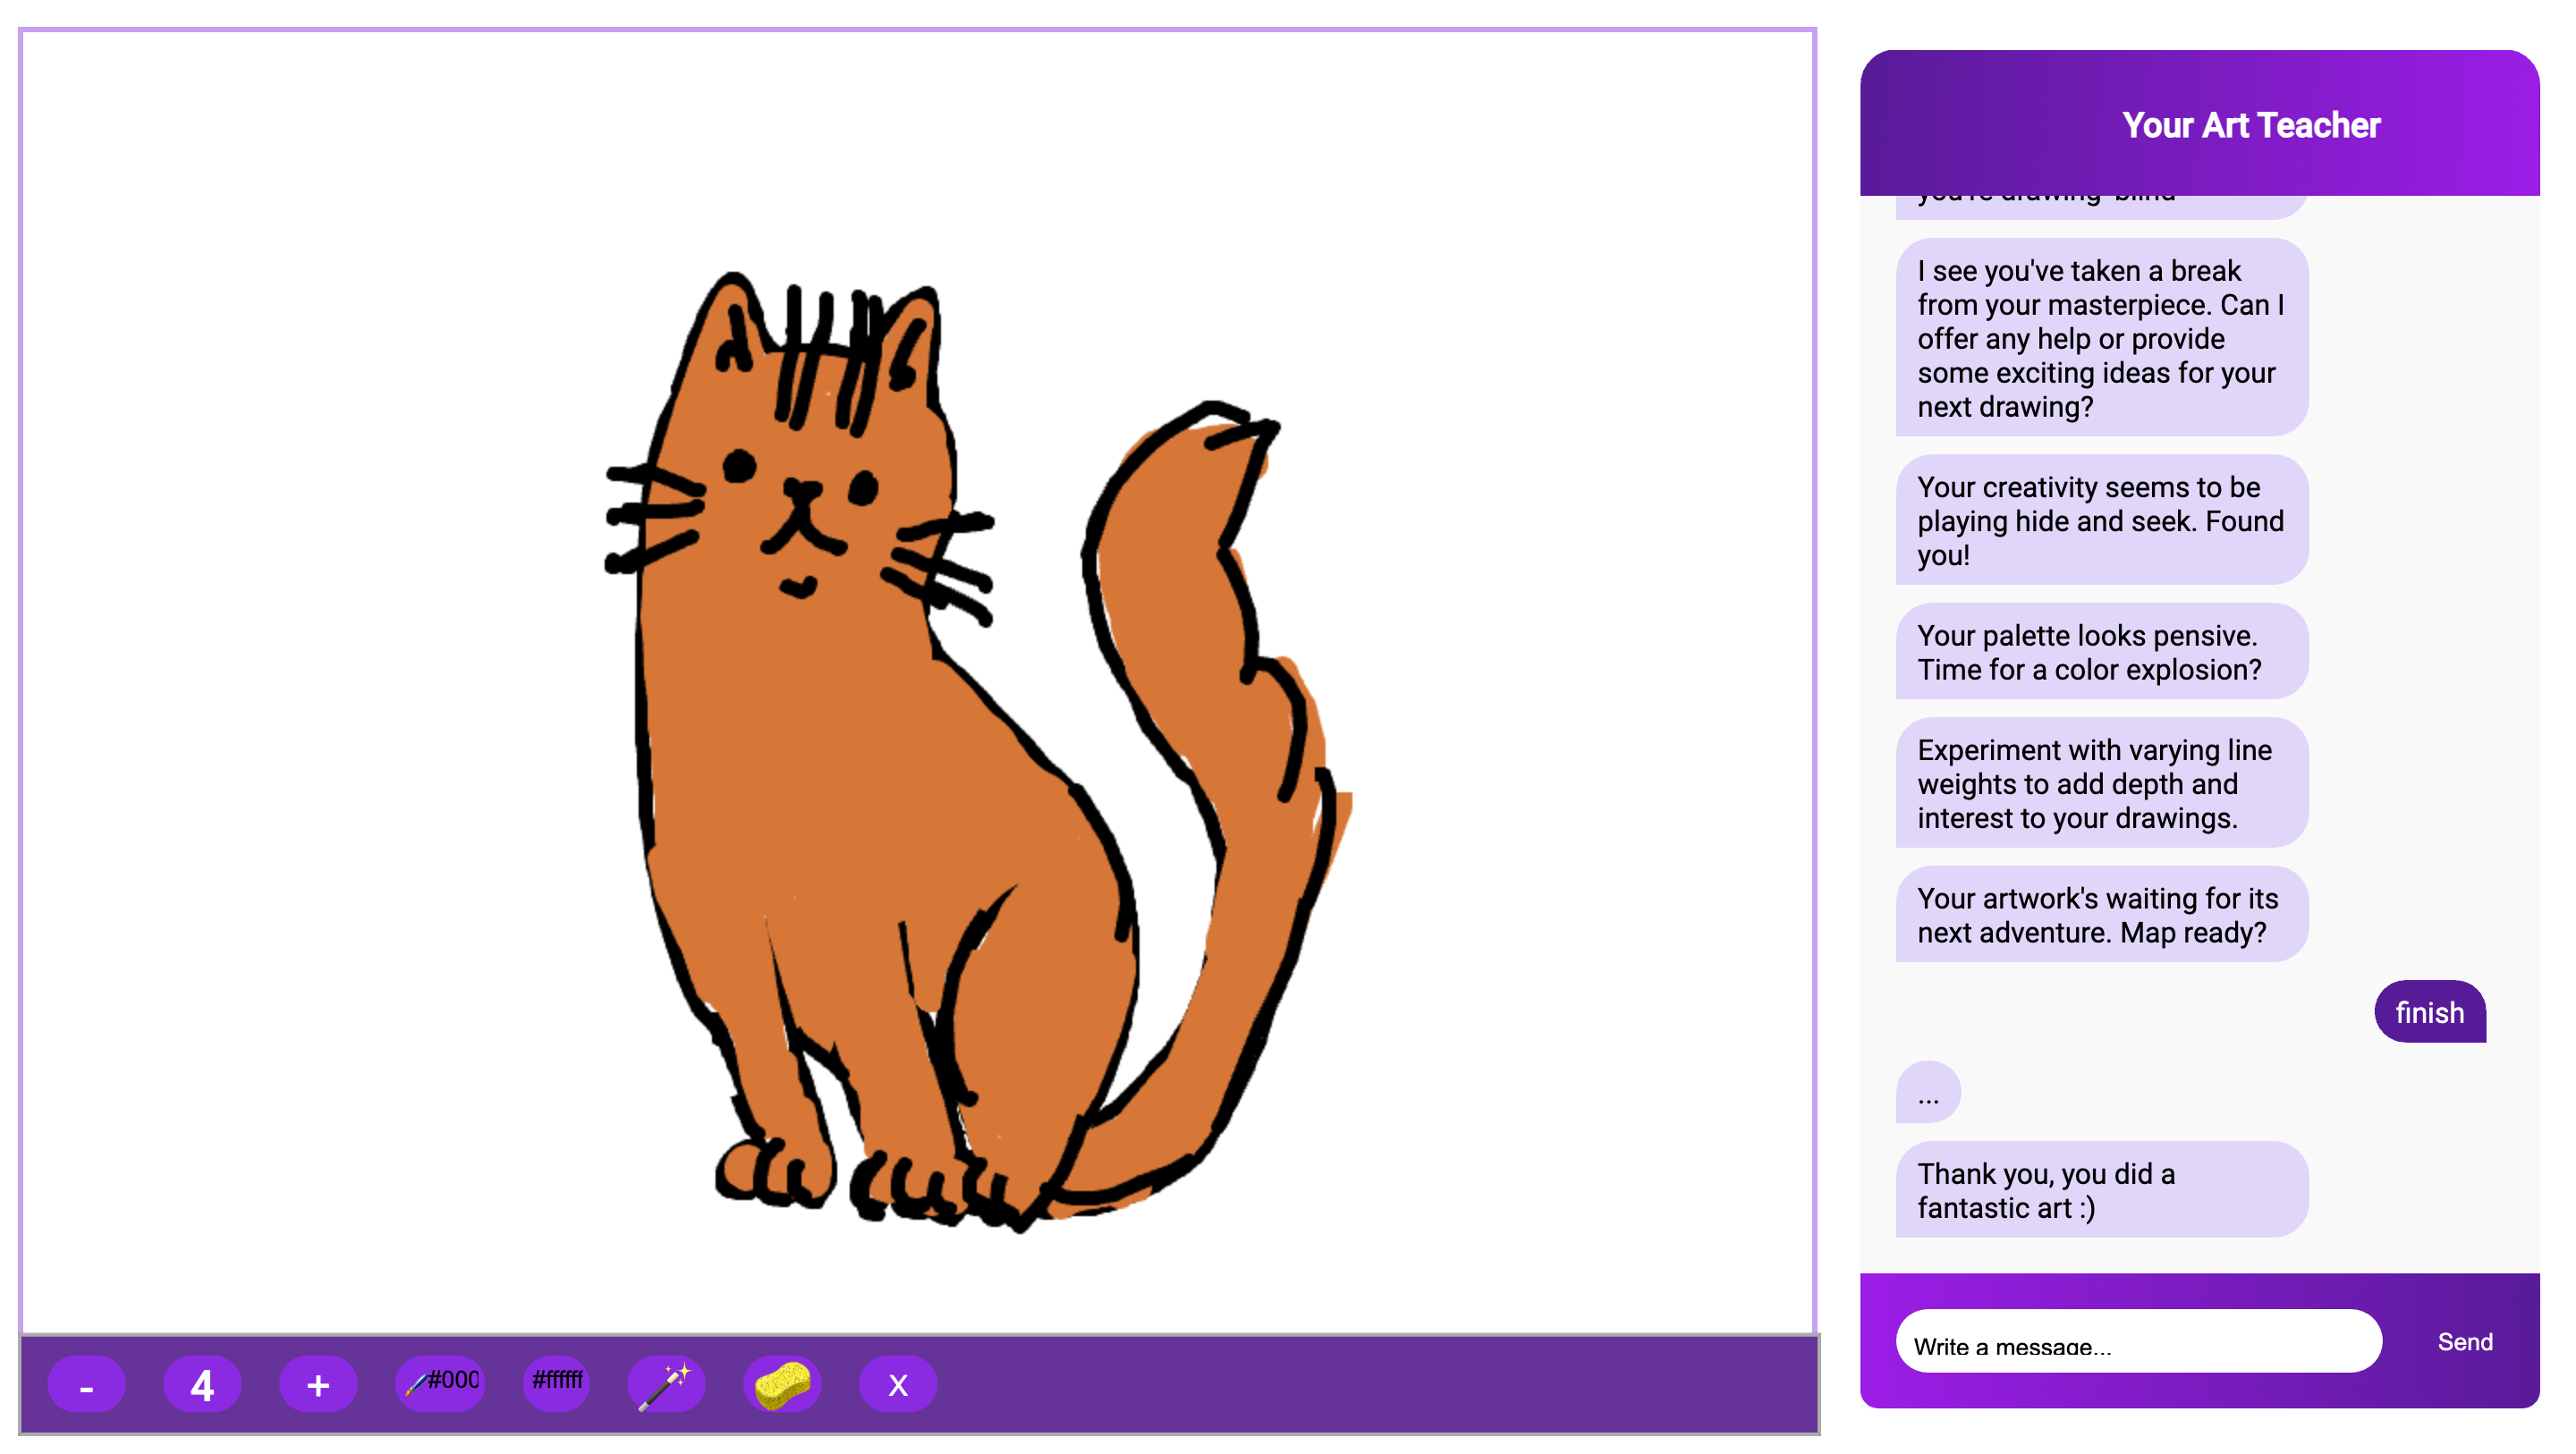 Your Art Teacher
you're drawing 'blind'
I see you've taken a break
from your masterpiece. Can I
offer any help or provide
some exciting ideas for your
next drawing?
Your creativity seems to be
playing hide and seek. Found
you!
Your palette looks pensive.
Time for a color explosion?
Experiment with varying line
weights to add depth and
interest to your drawings.
Your artwork's waiting for its
next adventure. Map ready?
finish
...
Thank you, you did a
fantastic art :)
Write a message...
Send
- 4 + #000 #ffffff x